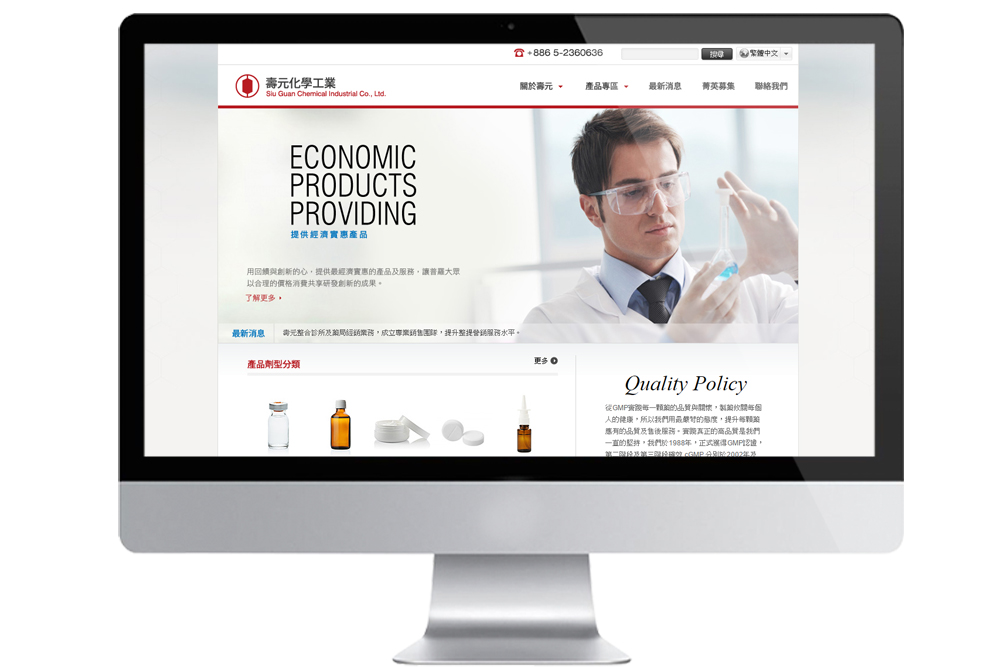 +886 5-2360636
搜尋
繁體中文
壽元化學工業
Siu Guan Chemical Industrial Co., Ltd.
關於壽元
產品專區
最新消息
菁英募集
聯絡我們
ECONOMIC
PRODUCTS
PROVIDING
提供經濟實惠產品
用回饋與創新的心，提供最經濟實惠的產品及服務，讓普羅大眾
以合理的價格消費共享研發創新的成果。
了解更多
最新消息
壽元整合診所及藥局經銷業務，成立專業銷售團隊，提升整體營銷服務水平。
產品劑型分類
更多
Quality Policy
從GMP實踐每一顆藥的品質與關懷，製藥攸關每個
人的健康，所以我們用最嚴苛的態度，提升每顆藥
應有的品質及售後服務。實踐真正的高品質是我們
一直的堅持，我們於1988年，正式獲得GMP認證，
第二階段及第三階段確效 cGMP 分別於2002年及